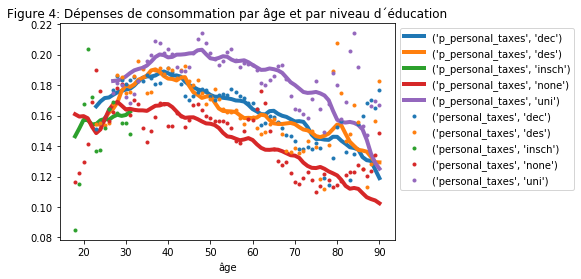 Figure 4: Dépenses de consommation par âge et par niveau d´éducation
0.22
0.20
0.18
0.16
0.14
0.12
0.10
0.08
20 30 40 50 60 70 80 90
âge
('p_personal_taxes', 'dec')
('p_personal_taxes', 'des')
('p_personal_taxes', 'insch')
('p_personal_taxes', 'none')
('p_personal_taxes', 'uni')
('personal_taxes', 'dec')
('personal_taxes', 'des')
('personal_taxes', 'insch')
('personal_taxes', 'none')
('personal_taxes', 'uni')